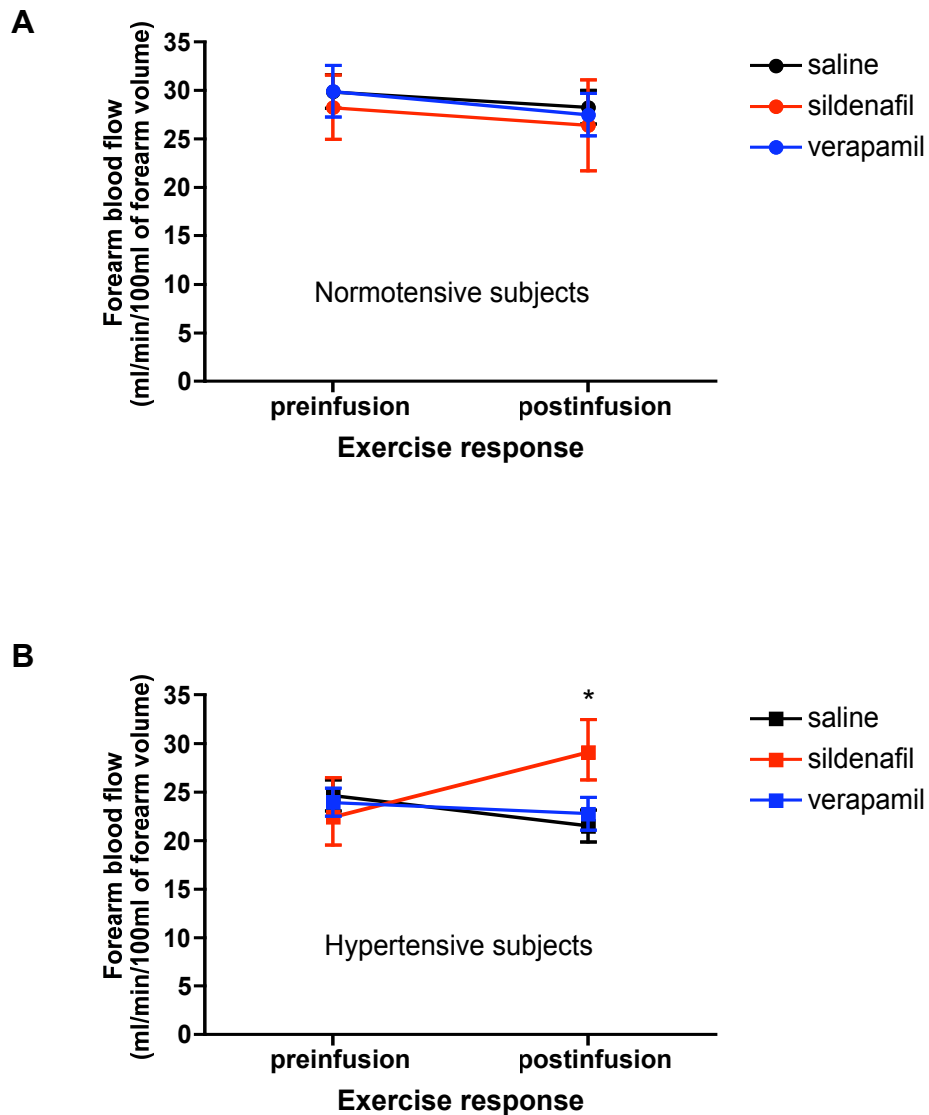 A
Forearm blood flow
(ml/min/100ml of forearm volume)
35
30
25
20
15
10
5
0
Normotensive subjects
preinfusion
postinfusion
Exercise response
saline
sildenafil
verapamil
B
Forearm blood flow
(ml/min/100ml of forearm volume)
35
30
25
20
15
10
5
0
*
Hypertensive subjects
preinfusion
postinfusion
Exercise response
saline
sildenafil
verapamil